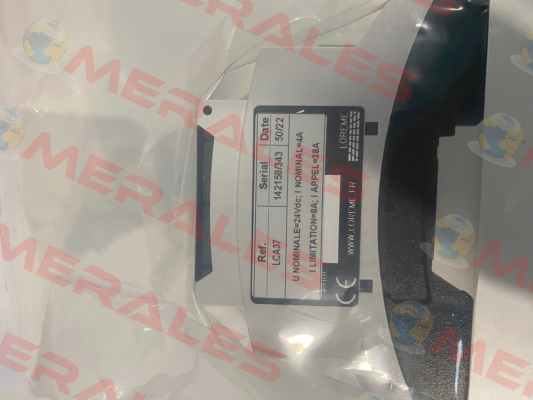 Ref. Serial Date
LCA37 142158/343 50/22
U NOMINALE=24Vdc; I NOMINAL=4A
I LIMITATION=8A; I APPEL=38A
CE WWW.LOREME.FR LOREME
MERALES
MERALES
MERALES
MERALES